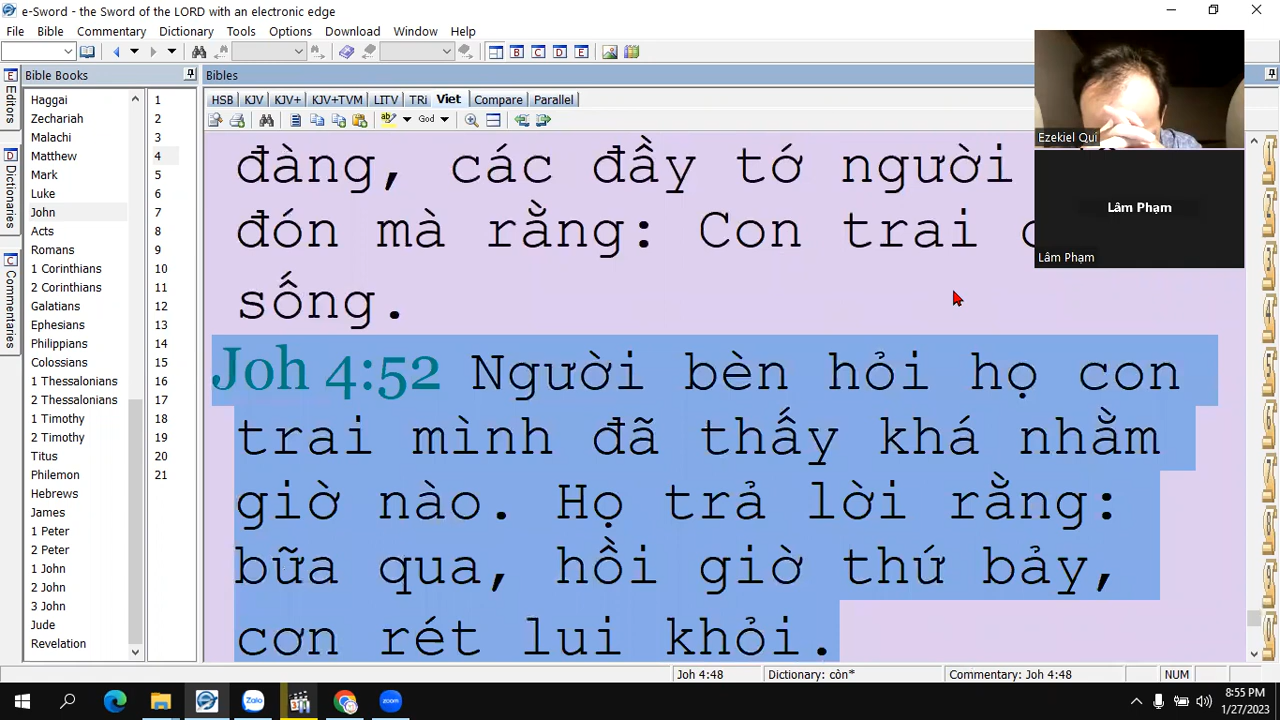 e-Sword - the Sword of the LORD with an electronic edge
File Bible Commentary Dictionary Tools Options Download Window Help
B C D E
Bible Books
Bibles
Editors
Dictionaries
Commentaries
HSB KJV KJV+ KJV+TVM LITV TRi Viet Compare Parallel
God
Haggai
Zechariah
Malachi
Matthew
Mark
Luke
John
Acts
Romans
1 Corinthians
2 Corinthians
Galatians
Ephesians
Philippians
Colossians
1 Thessalonians
2 Thessalonians
1 Timothy
2 Timothy
Titus
Philemon
Hebrews
James
1 Peter
2 Peter
1 John
2 John
3 John
Jude
Revelation
1
2
3
4
5
6
7
8
9
10
11
12
13
14
15
16
17
18
19
20
21
đàng, các đầy tớ người
đón mà rằng: Con trai
sống.
Joh 4:52 Người bèn hỏi họ con
trai mình đã thấy khá nhằm
giờ nào. Họ trả lời rằng:
bữa qua, hồi giờ thứ bảy,
cơn rét lui khỏi.
Ezekiel Qui
Lâm Phạm
Lâm Phạm
Joh 4:48 Dictionary: còn* Commentary: Joh 4:48 NUM
Zalo zoom
8:55 PM
1/27/2023